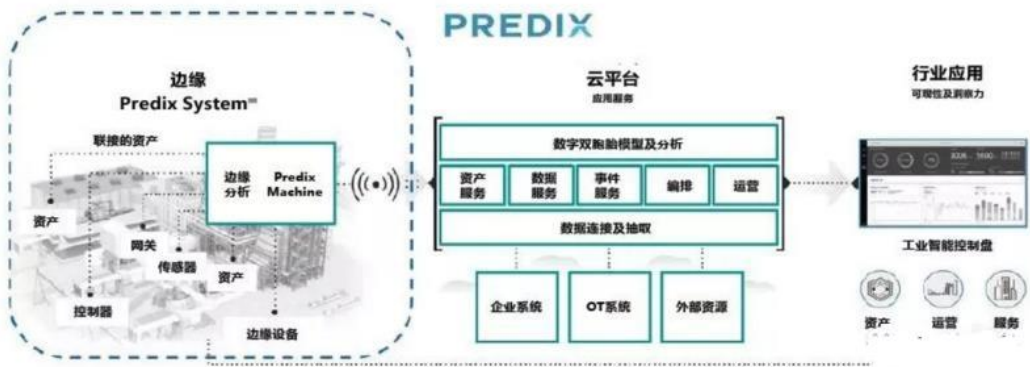 PREDIX
边缘
Predix System℠
联接的资产
边缘
分析
Predix
Machine
资产
网关
传感器
资产
控制器
边缘设备
云平台
应用服务
数字双胞胎模型及分析
资产
服务
数据
服务
事件
服务
编排
运营
数据连接及抽取
企业系统
OT系统
外部资源
行业应用
可视性及洞察力
工业智能控制盘
资产
运营
服务